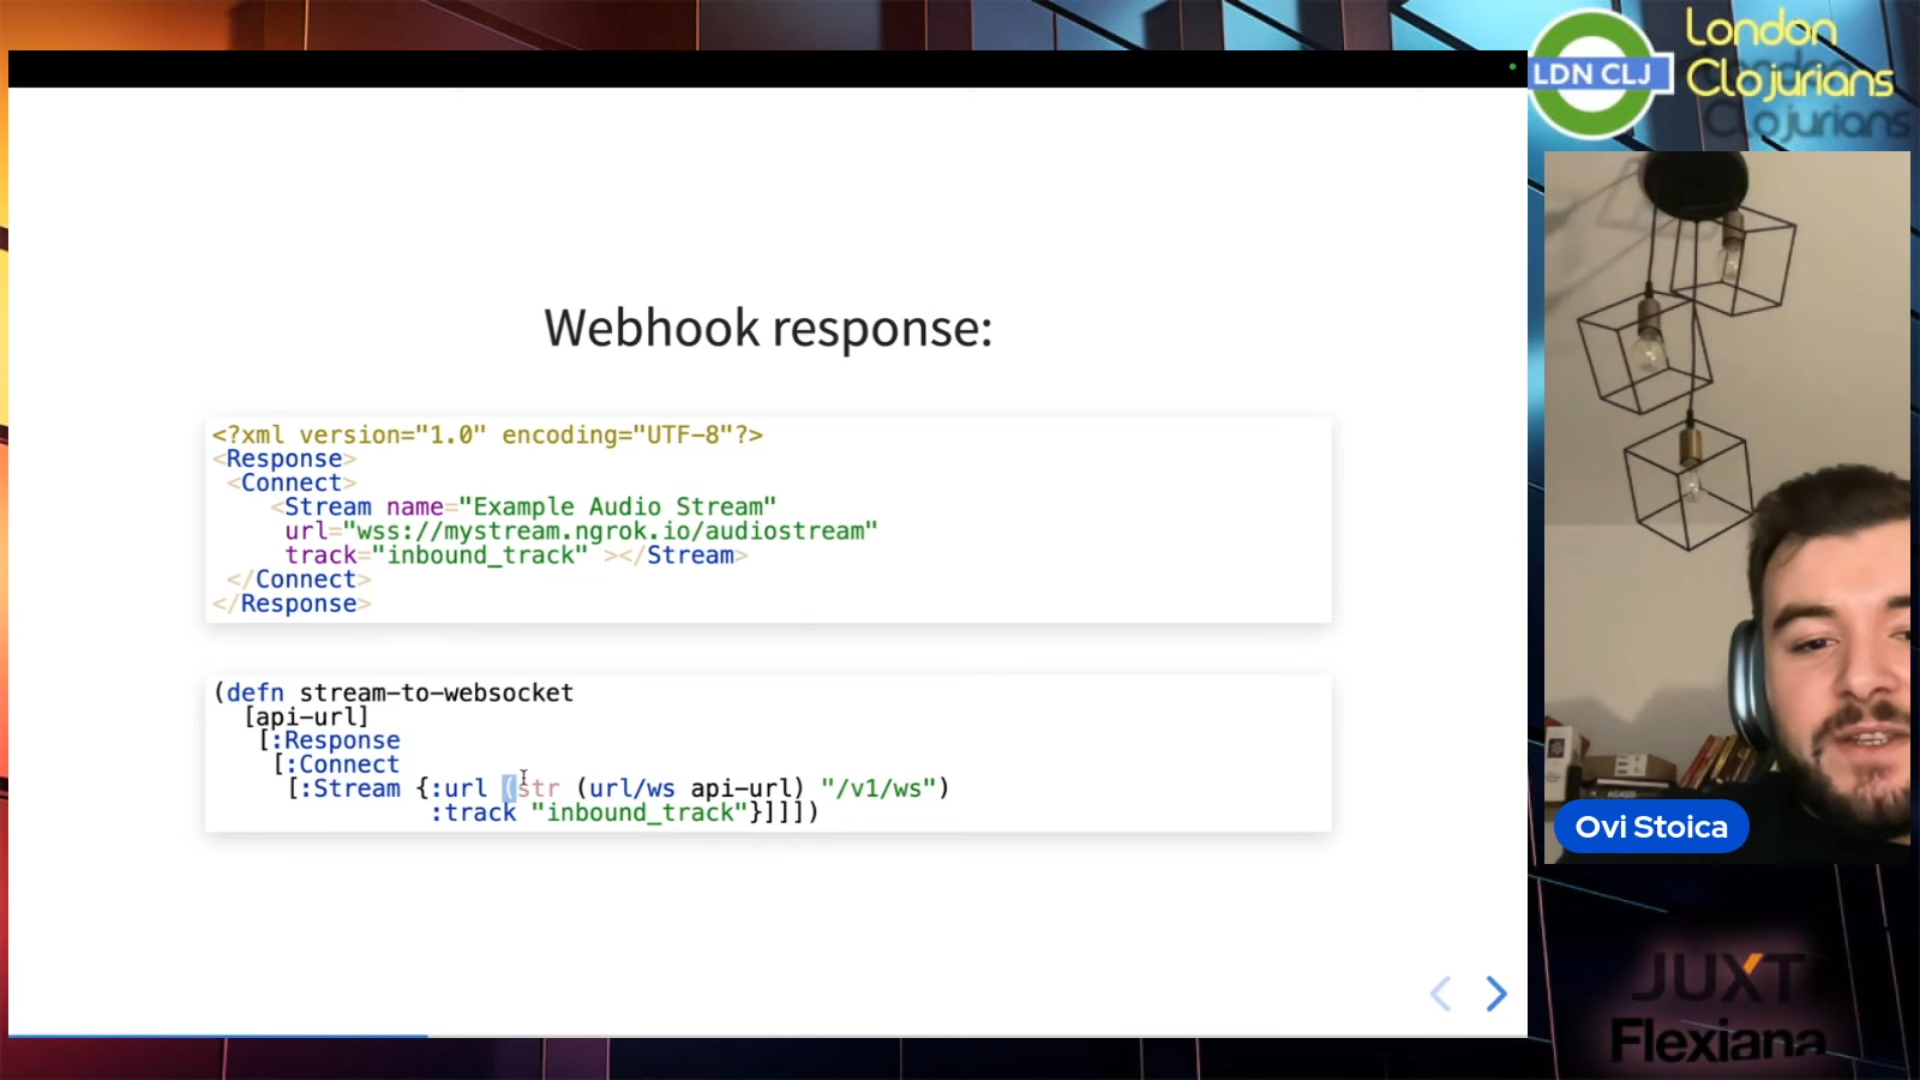 London
LDN CLJ
Clojurians
Clojurians
Webhook response:
<?xml version="1.0" encoding="UTF-8"?>
<Response>
<Connect>
<Stream name="Example Audio Stream"
url="wss://mystream.ngrok.io/audiostream"
track="inbound_track" ></Stream>
</Connect>
</Response>
(defn stream-to-websocket
[api-url]
[:Response
[:Connect
[:Stream {:url (str (url/ws api-url) "/v1/ws")
:track "inbound_track"}]]])
Ovi Stoica
JUXT
Flexiana